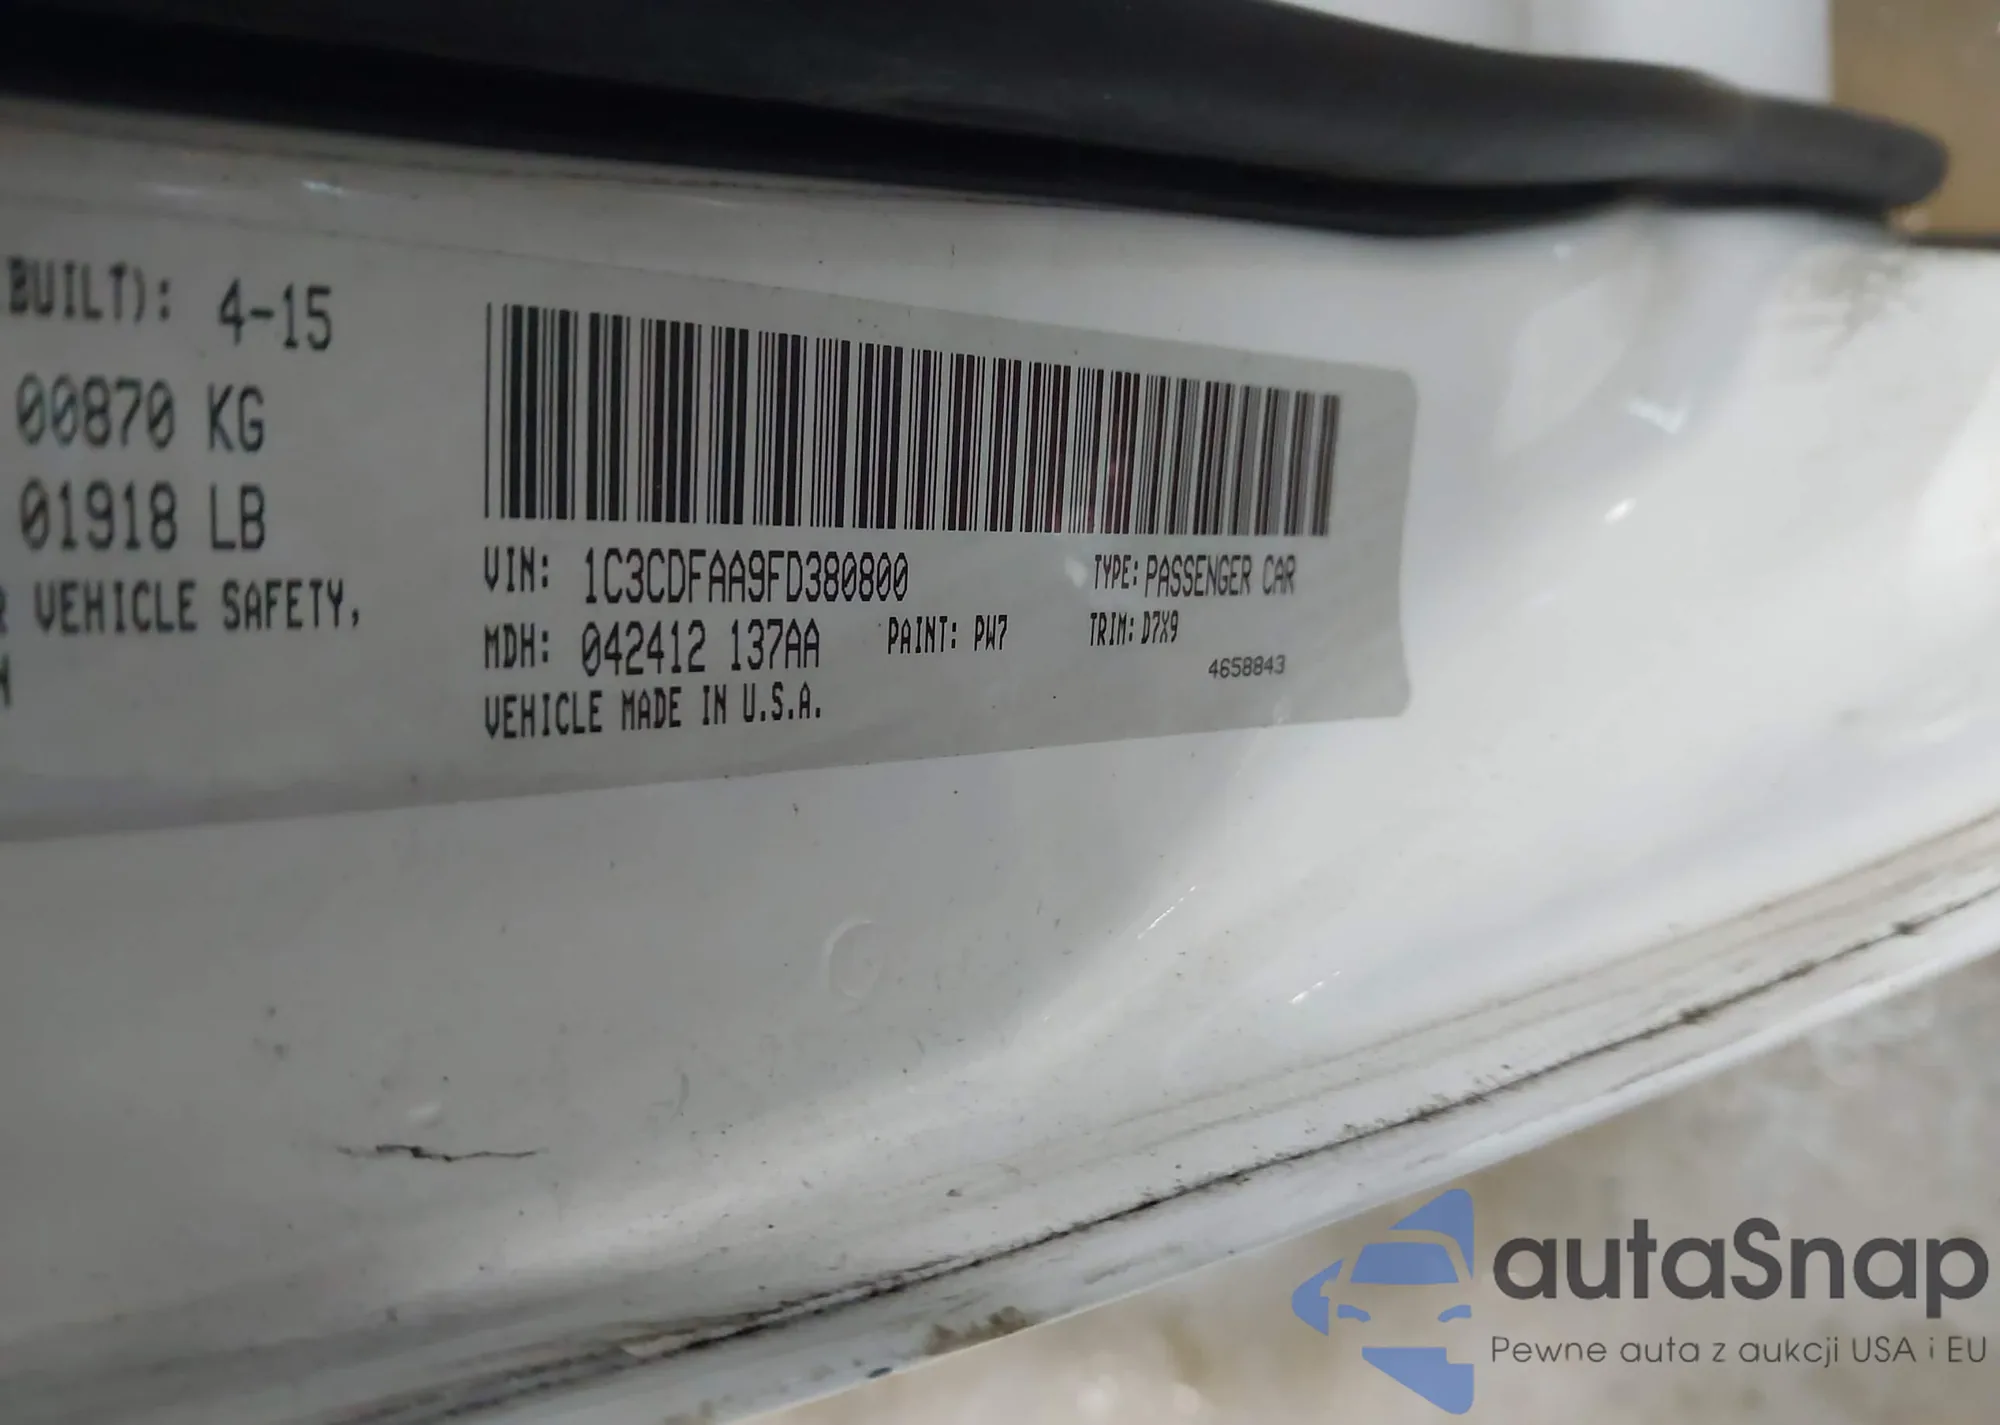 BUILT): 4-15
00870 KG
01918 LB
VEHICLE SAFETY,
VIN: 1C3CDFAA9FD380800
TYPE: PASSENGER CAR
MDH: 042412 137AA
PAINT: PW7
TRIM: D7X9
4658843
VEHICLE MADE IN U.S.A.
autaSnap
Pewne auta z aukcji USA i EU